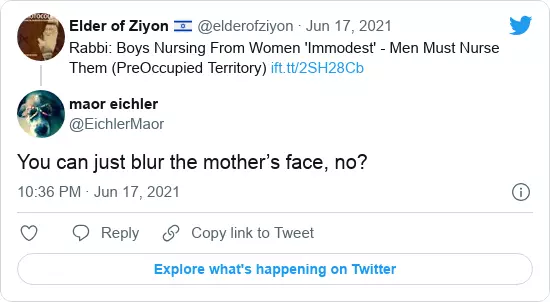 Elder of Ziyon 🇮🇱 @elderofziyon · Jun 17, 2021
Rabbi: Boys Nursing From Women 'Immodest' - Men Must Nurse
Them (PreOccupied Territory) ift.tt/2SH28Cb
maor eichler
@EichlerMaor
You can just blur the mother’s face, no?
10:36 PM · Jun 17, 2021
Reply
Copy link to Tweet
Explore what's happening on Twitter